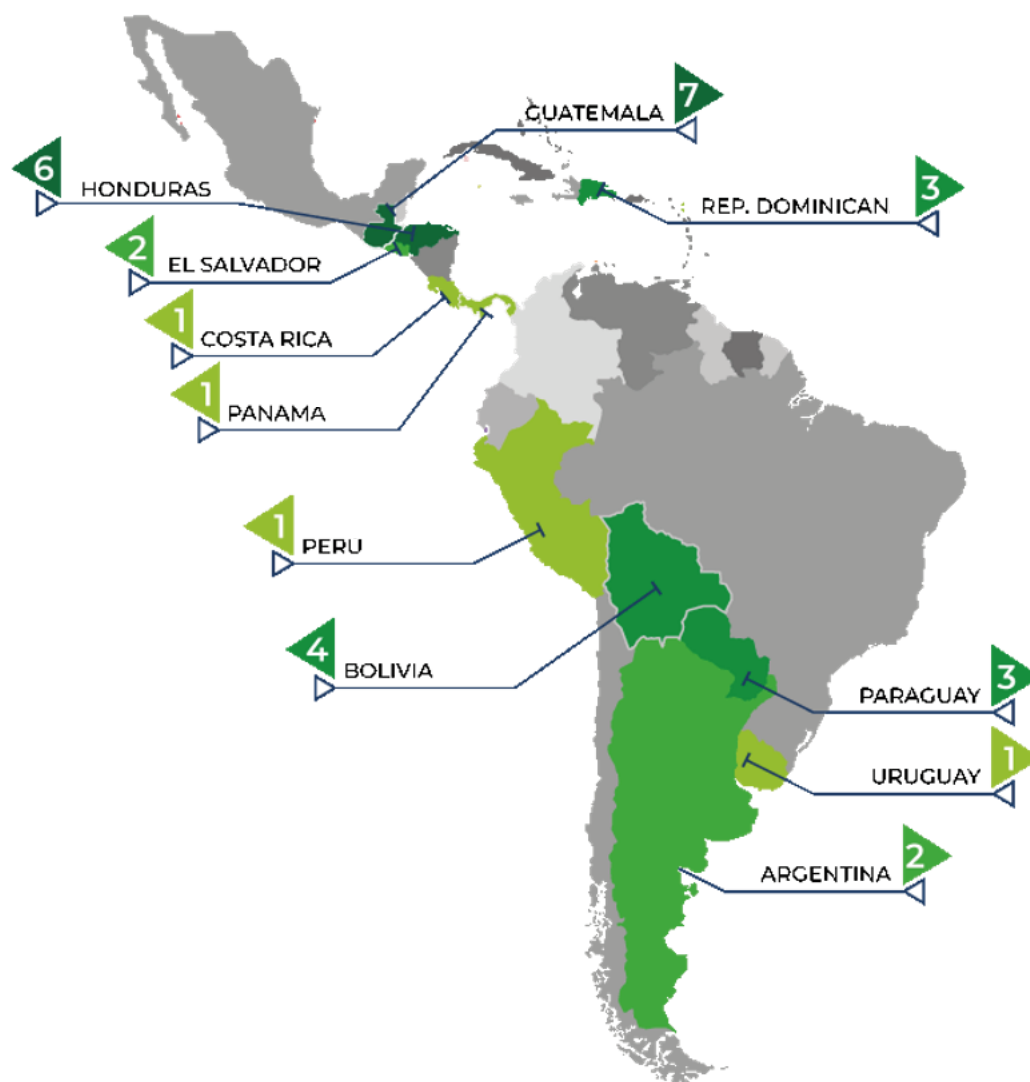 7
GUATEMALA
6
HONDURAS
3
REP. DOMINICAN
2
EL SALVADOR
1
COSTA RICA
1
PANAMA
1
PERU
4
BOLIVIA
3
PARAGUAY
1
URUGUAY
2
ARGENTINA